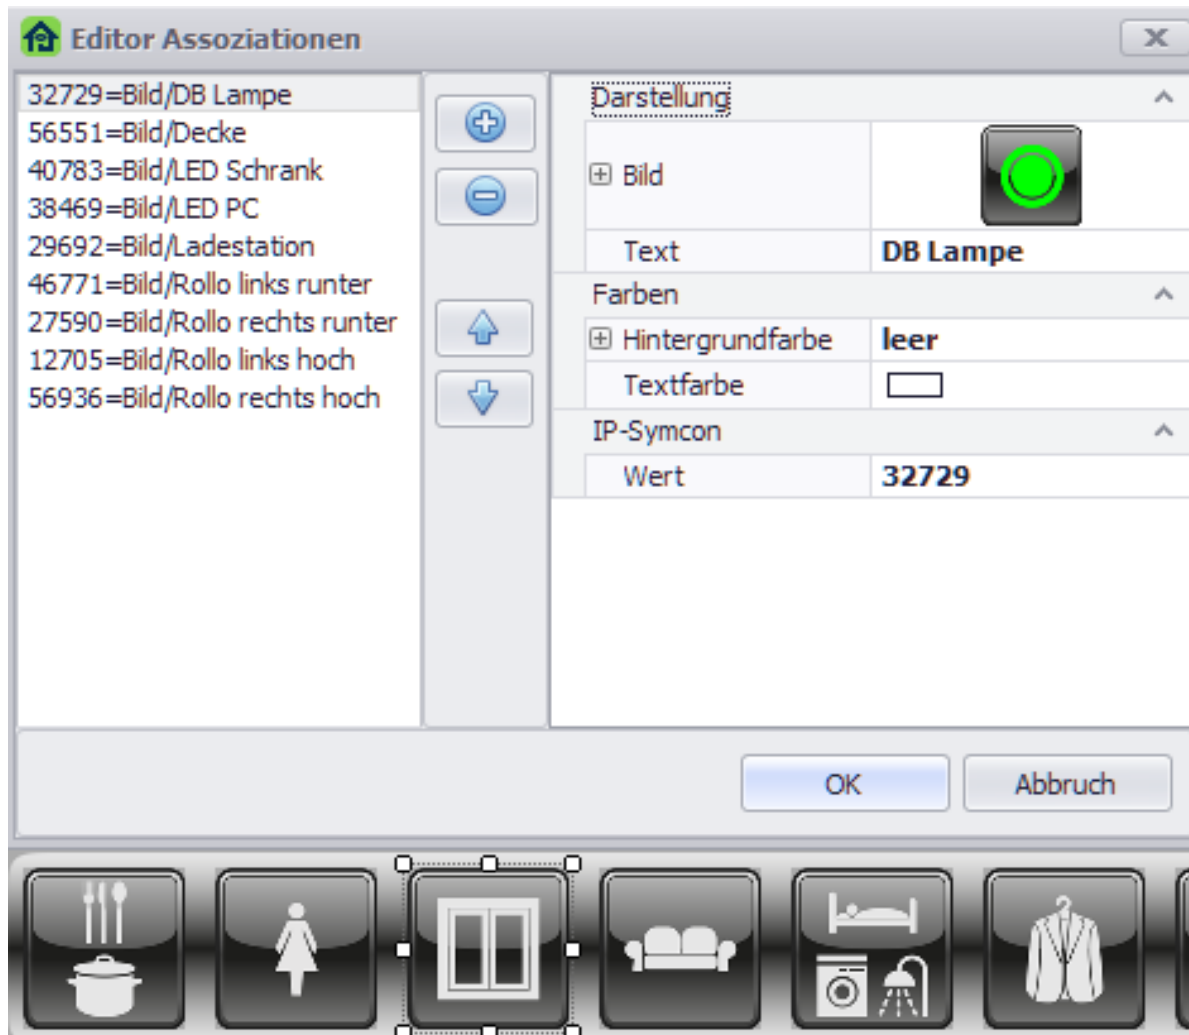 Editor Assoziationen
32729=Bild/DB Lampe
56551=Bild/Decke
40783=Bild/LED Schrank
38469=Bild/LED PC
29692=Bild/Ladestation
46771=Bild/Rollo links runter
27590=Bild/Rollo rechts runter
12705=Bild/Rollo links hoch
56936=Bild/Rollo rechts hoch
Darstellung
Bild
Text DB Lampe
Farben
Hintergrundfarbe leer
Textfarbe
IP-Symcon
Wert 32729
OK Abbruch